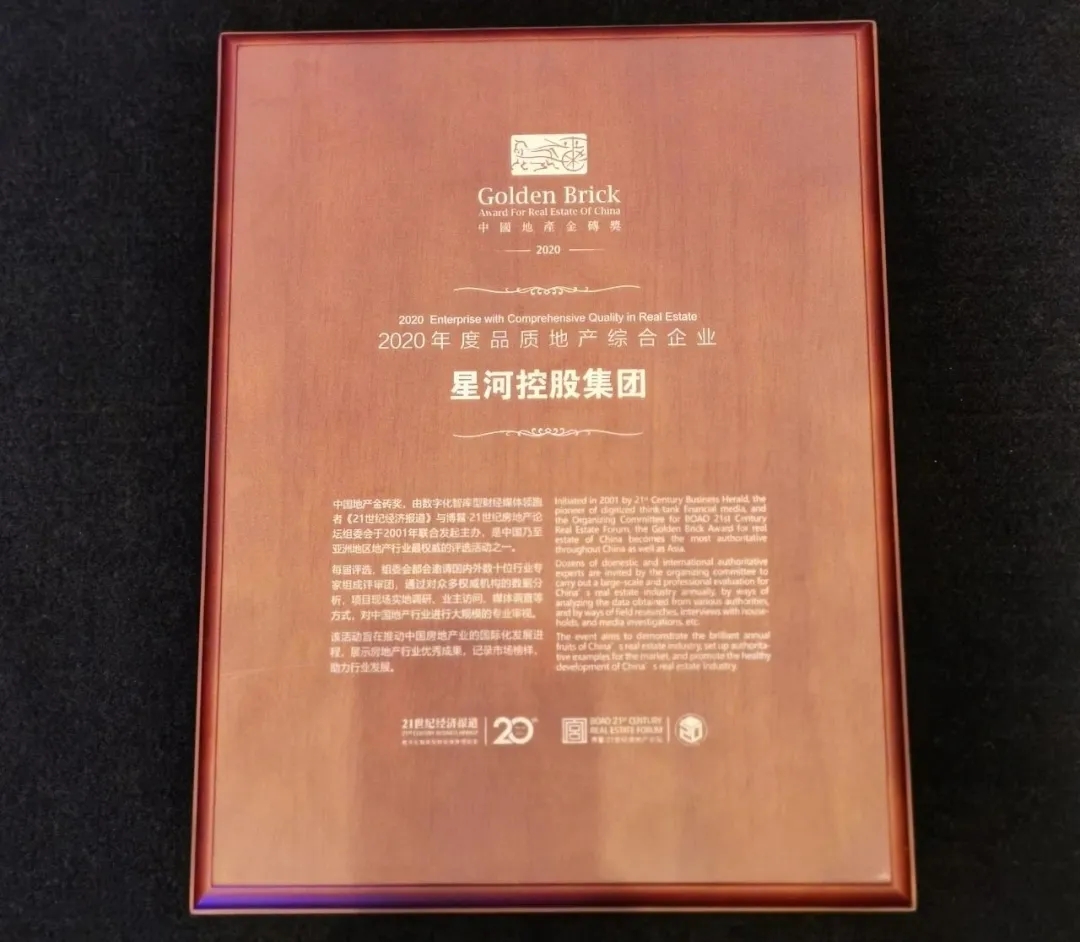 Golden Brick
Award For Real Estate Of China
中國地產金磚獎
2020
2020 Enterprise with Comprehensive Quality in Real Estate
2020年度品质地产综合企业
星河控股集团
中国地产金砖奖，由数字化智库型财经媒体领跑
者《21世纪经济报道》与博鳌·21世纪房地产论
坛组委会于2001年联合发起主办，是中国乃至
亚洲地区地产行业最权威的评选活动之一。
每届评选，组委会都会邀请国内外数十位行业专
家组成评审团，通过对众多权威机构的数据分
析、项目现场实地调研、业主访问、媒体调查等
方式，对中国地产行业进行大规模的专业审视。
该活动旨在推动中国房地产业的国际化发展进
程，展示房地产行业优秀成果，记录市场榜样，
助力行业发展。
Initiated in 2001 by 21st Century Business Herald, the
pioneer of digitized think-tank financial media, and
the Organizing Committee for BOAO 21st Century
Real Estate Forum, the Golden Brick Award for real
estate of China becomes the most authoritative
throughout China as well as Asia.
Dosens of domestic and international authoritative
experts are invited by the organizing committee to
carry out a large-scale and professional evaluation for
China's real estate industry annually, by ways of
analyzing the data obtained from various authorities,
and by ways of field researches, interviews with house-
holds, and media investigations, etc.
The event aims to demonstrate the brilliant annual
fruits of China's real estate industry, set up authorita-
tive examples for the market, and promote the healthy
development of China's real estate industry.
21世纪经济报道
21ST CENTURY BUSINESS HERALD
20
BOAO 21ST CENTURY
REAL ESTATE FORUM
博鳌·21世纪房地产论坛
20